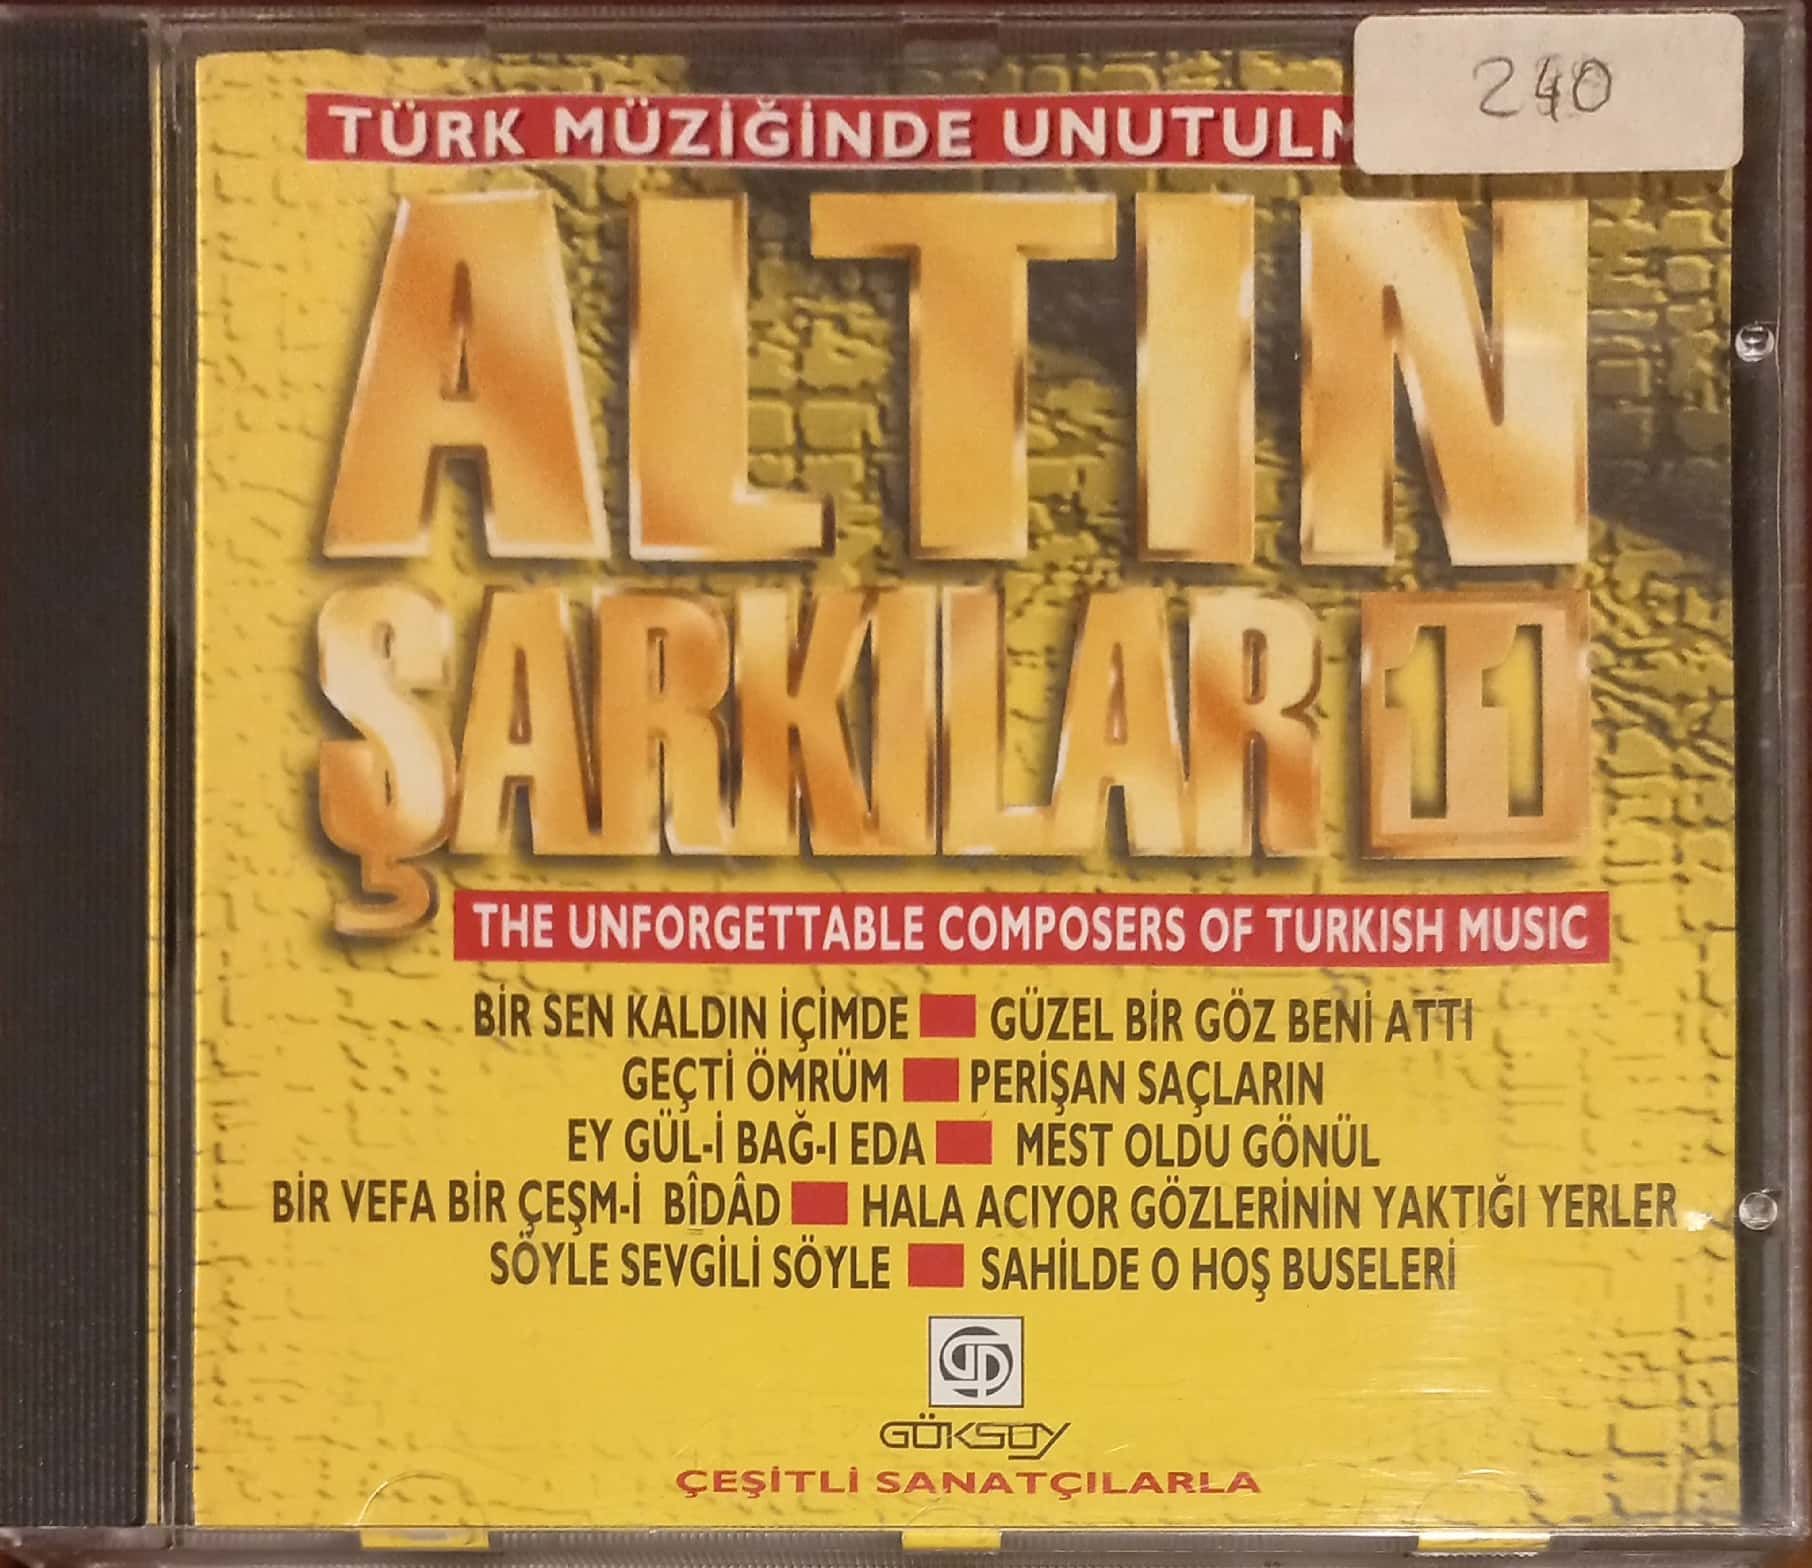 240
TÜRK MÜZİĞİNDE
ALTIN
ŞARKILAR 11
THE UNFORGETTABLE COMPOSERS OF TURKISH MUSIC
BİR SEN KALDIN İÇİMDE GÜZEL BİR GÖZ BENİ ATTI
GEÇTİ ÖMRÜM PERİŞAN SAÇLARIN
EY GÜL-İ BAĞ-I EDA MEST OLDU GÖNÜL
BİR VEFA BİR ÇEŞM-İ BÎDÂD HALA ACIYOR GÖZLERİNİN YAKTIĞI YERLER
SÖYLE SEVGİLİ SÖYLE SAHİLDE O HOŞ BUSELERİ
GÖKSOY
ÇEŞİTLİ SANATÇILARLA